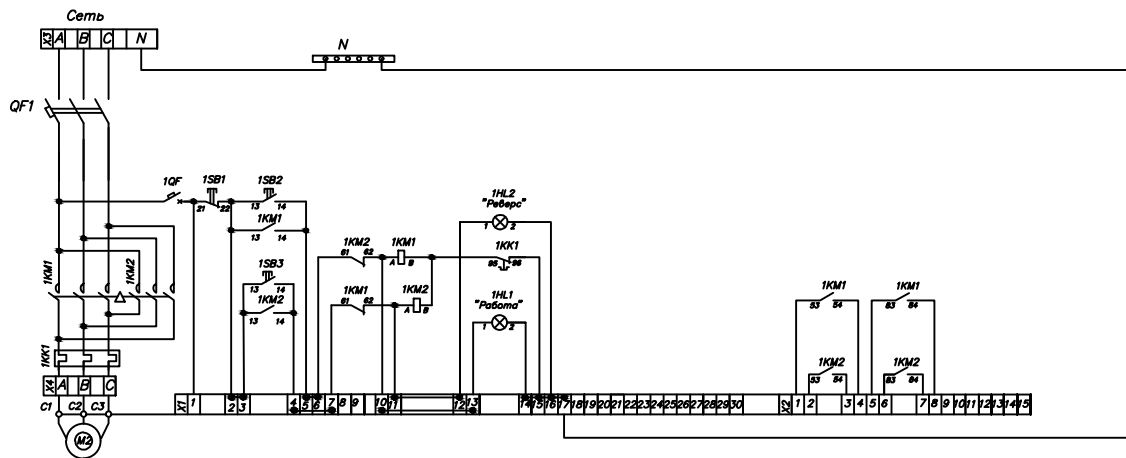 Сеть
X3 A B C N
N
QF1
1QF 1SB1 1SB2
21 22 13 14
1KM1
13 14
1HL2
"Реверс"
1 2
1KM2 1KM1 1KK1
61 62 A B 95 96
1SB3
13 14
1KM2
13 14
1KM1 1KM2
61 62 A B
1HL1
"Работа"
1 2
1KM1 1KM2
1KM1 1KM1
53 54 83 84
1KM2 1KM2
53 54 83 84
1KK1
X4 A B C
C1 C2 C3
M2
X1 1 2 3 4 5 6 7 8 9 10 11 12 13 14 15 16 17 18 19 20 21 22 23 24 25 26 27 28 29 30
X2 1 2 3 4 5 6 7 8 9 10 11 12 13 14 15